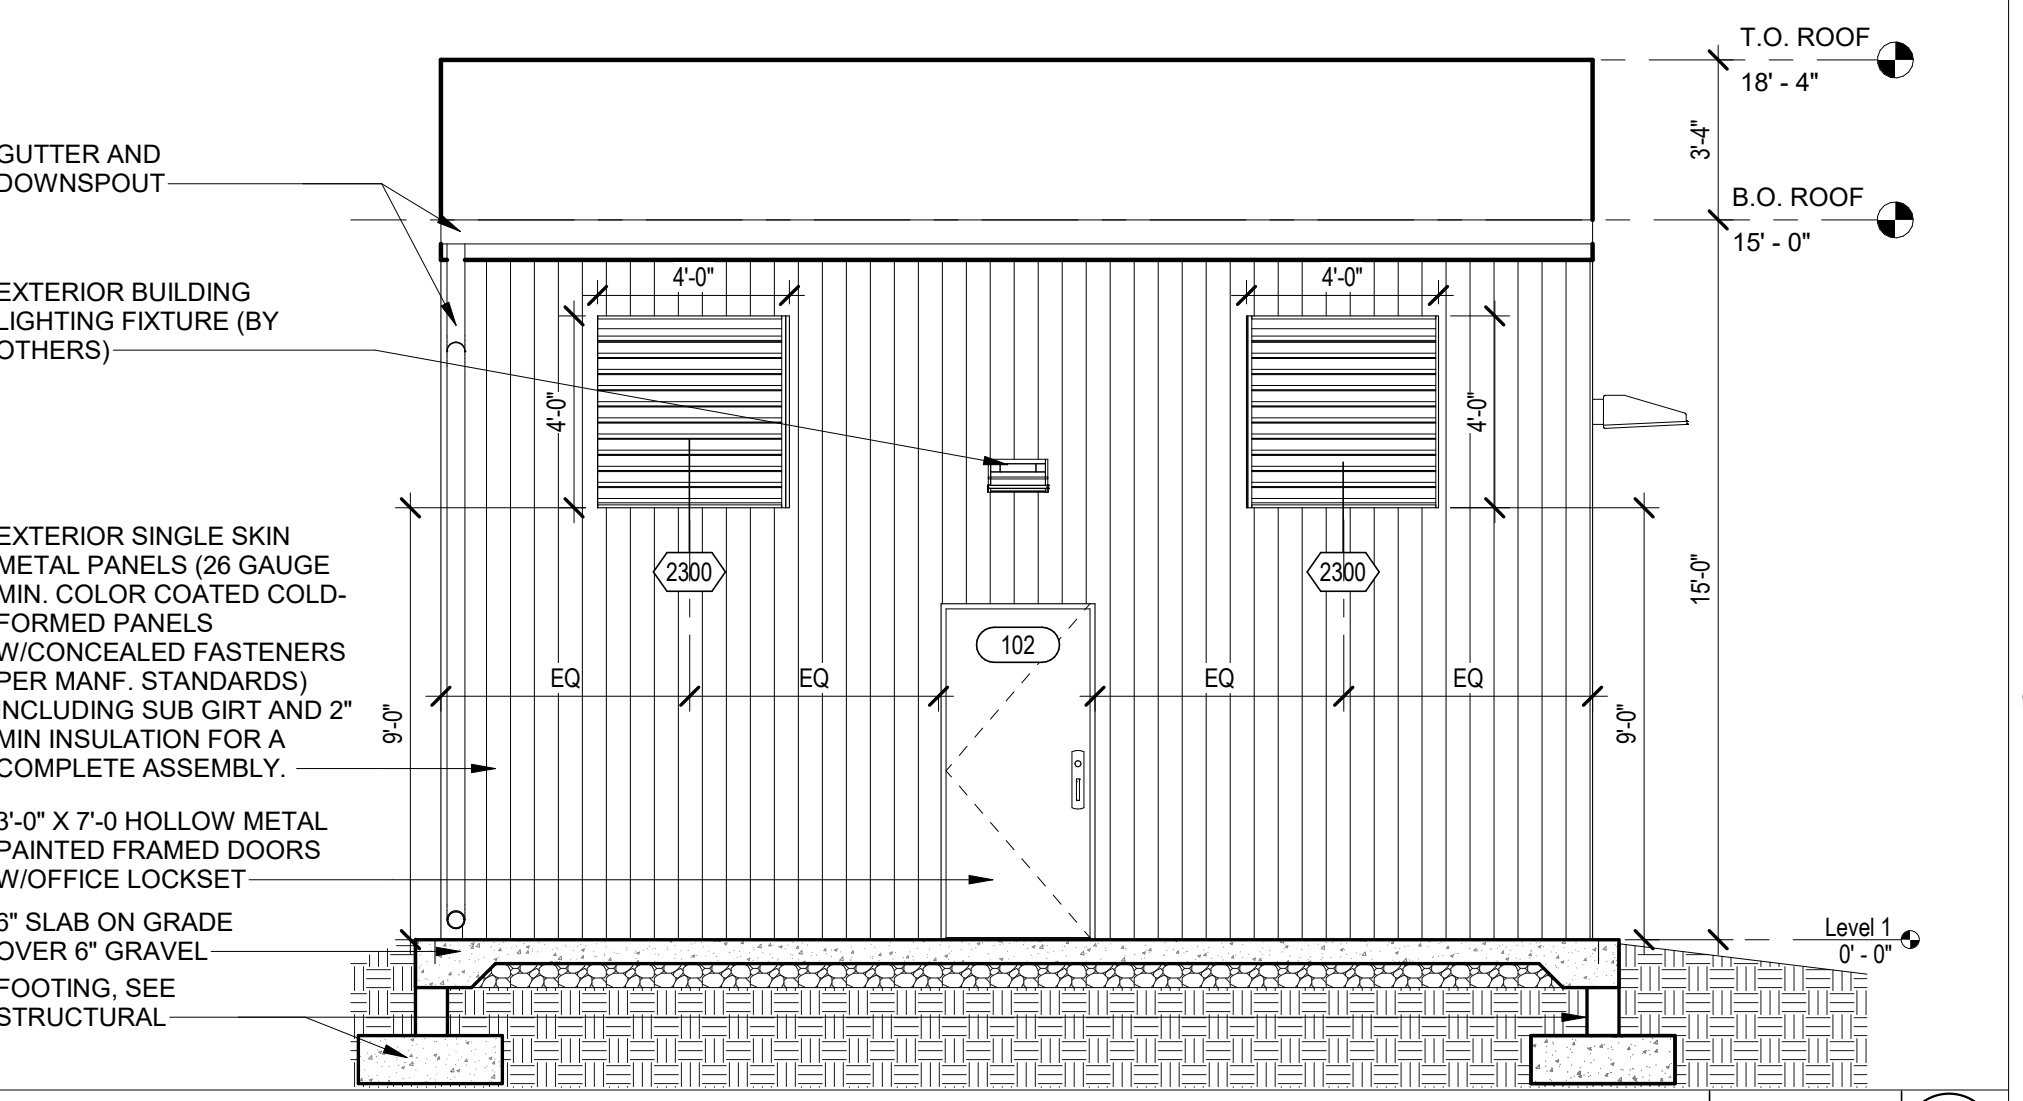 T.O. ROOF
18' - 4"
3'-4"
B.O. ROOF
15' - 0"
GUTTER AND
DOWNSPOUT
EXTERIOR BUILDING
LIGHTING FIXTURE (BY
OTHERS)
4'-0"
4'-0"
4'-0"
4'-0"
EXTERIOR SINGLE SKIN
METAL PANELS (26 GAUGE
MIN. COLOR COATED COLD-
FORMED PANELS
W/CONCEALED FASTENERS
PER MANF. STANDARDS)
INCLUDING SUB GIRT AND 2"
MIN INSULATION FOR A
COMPLETE ASSEMBLY.
2300
2300
15'-0"
102
EQ
EQ
EQ
EQ
9'-0"
9'-0"
3'-0" X 7'-0 HOLLOW METAL
PAINTED FRAMED DOORS
W/OFFICE LOCKSET
6" SLAB ON GRADE
OVER 6" GRAVEL
Level 1
0' - 0"
FOOTING, SEE
STRUCTURAL